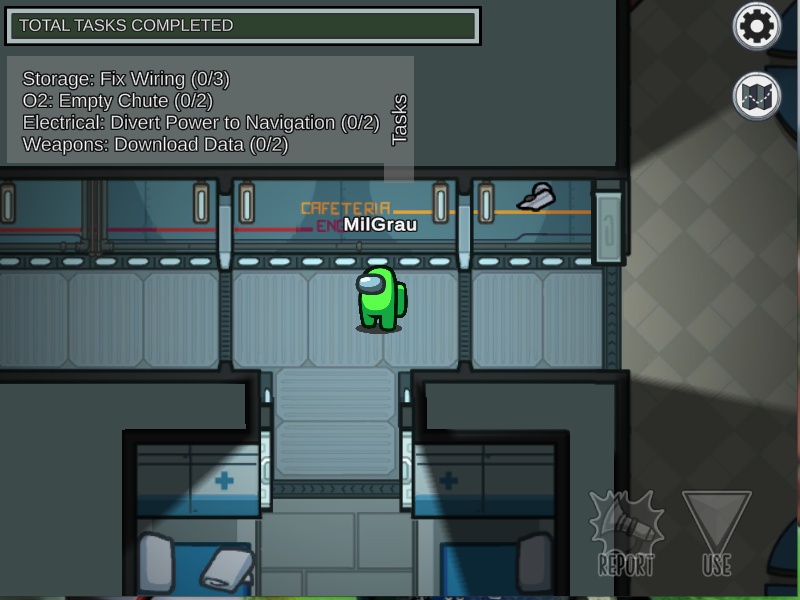 TOTAL TASKS COMPLETED
Storage: Fix Wiring (0/3)
O2: Empty Chute (0/2)
Electrical: Divert Power to Navigation (0/2)
Weapons: Download Data (0/2)
Tasks
CAFETERIA
MilGrau
REPORT
USE